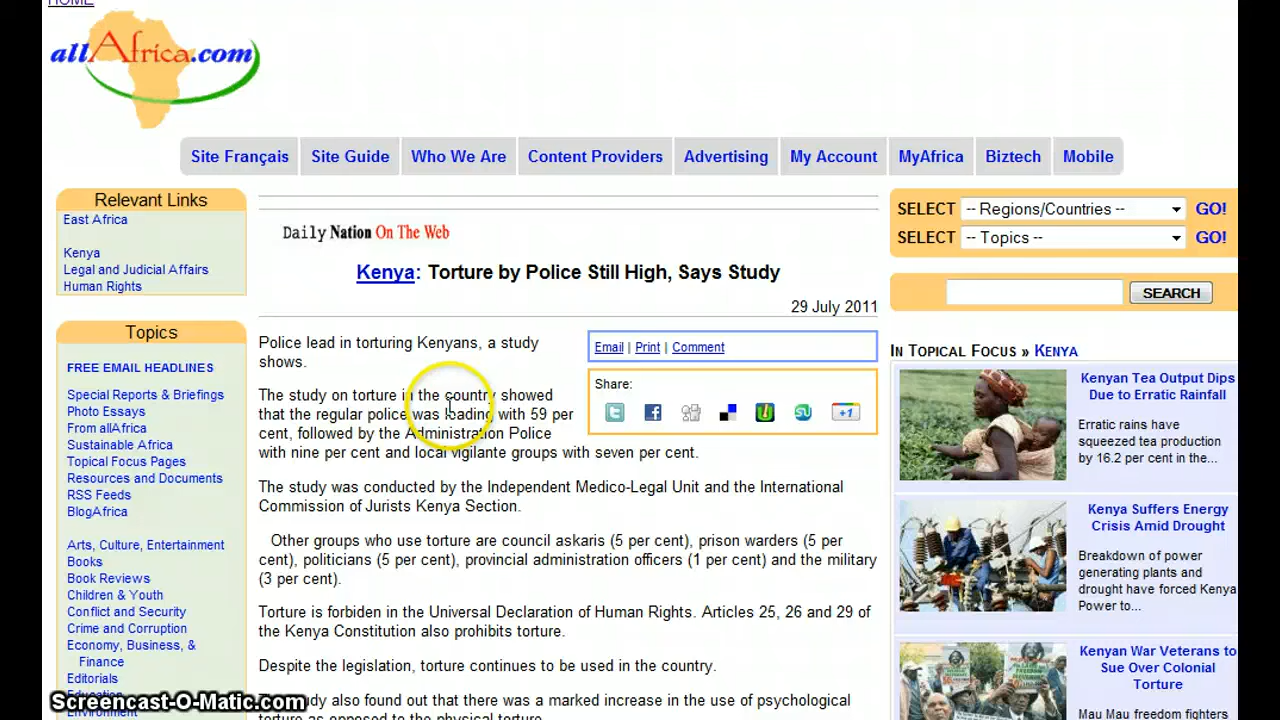 HOME
allAfrica.com
Site Français
Site Guide
Who We Are
Content Providers
Advertising
My Account
MyAfrica
Biztech
Mobile
Relevant Links
East Africa
Kenya
Legal and Judicial Affairs
Human Rights
Topics
FREE EMAIL HEADLINES
Special Reports & Briefings
Photo Essays
From allAfrica
Sustainable Africa
Topical Focus Pages
Resources and Documents
RSS Feeds
BlogAfrica
Arts, Culture, Entertainment
Books
Book Reviews
Children & Youth
Conflict and Security
Crime and Corruption
Economy, Business, &
Finance
Editorials
Education
Environment
Daily Nation On The Web
Kenya: Torture by Police Still High, Says Study
29 July 2011
Police lead in torturing Kenyans, a study
shows.
The study on torture in the country showed
that the regular police was leading with 59 per
cent, followed by the Administration Police
with nine per cent and local vigilante groups with seven per cent.
The study was conducted by the Independent Medico-Legal Unit and the International
Commission of Jurists Kenya Section.
Other groups who use torture are council askaris (5 per cent), prison warders (5 per
cent), politicians (5 per cent), provincial administration officers (1 per cent) and the military
(3 per cent).
Torture is forbiden in the Universal Declaration of Human Rights. Articles 25, 26 and 29 of
the Kenya Constitution also prohibits torture.
Despite the legislation, torture continues to be used in the country.
study also found out that there was a marked increase in the use of psychological
torture as opposed to the physical torture.
Email | Print | Comment
Share:
+1
SELECT -- Regions/Countries -- GO!
SELECT -- Topics -- GO!
SEARCH
IN TOPICAL FOCUS » KENYA
Kenyan Tea Output Dips
Due to Erratic Rainfall
Erratic rains have
squeezed tea production
by 16.2 per cent in the...
Kenya Suffers Energy
Crisis Amid Drought
Breakdown of power
generating plants and
drought have forced Kenya
Power to...
Kenyan War Veterans to
Sue Over Colonial
Torture
Mau Mau freedom fighters
Screencast-O-Matic.com